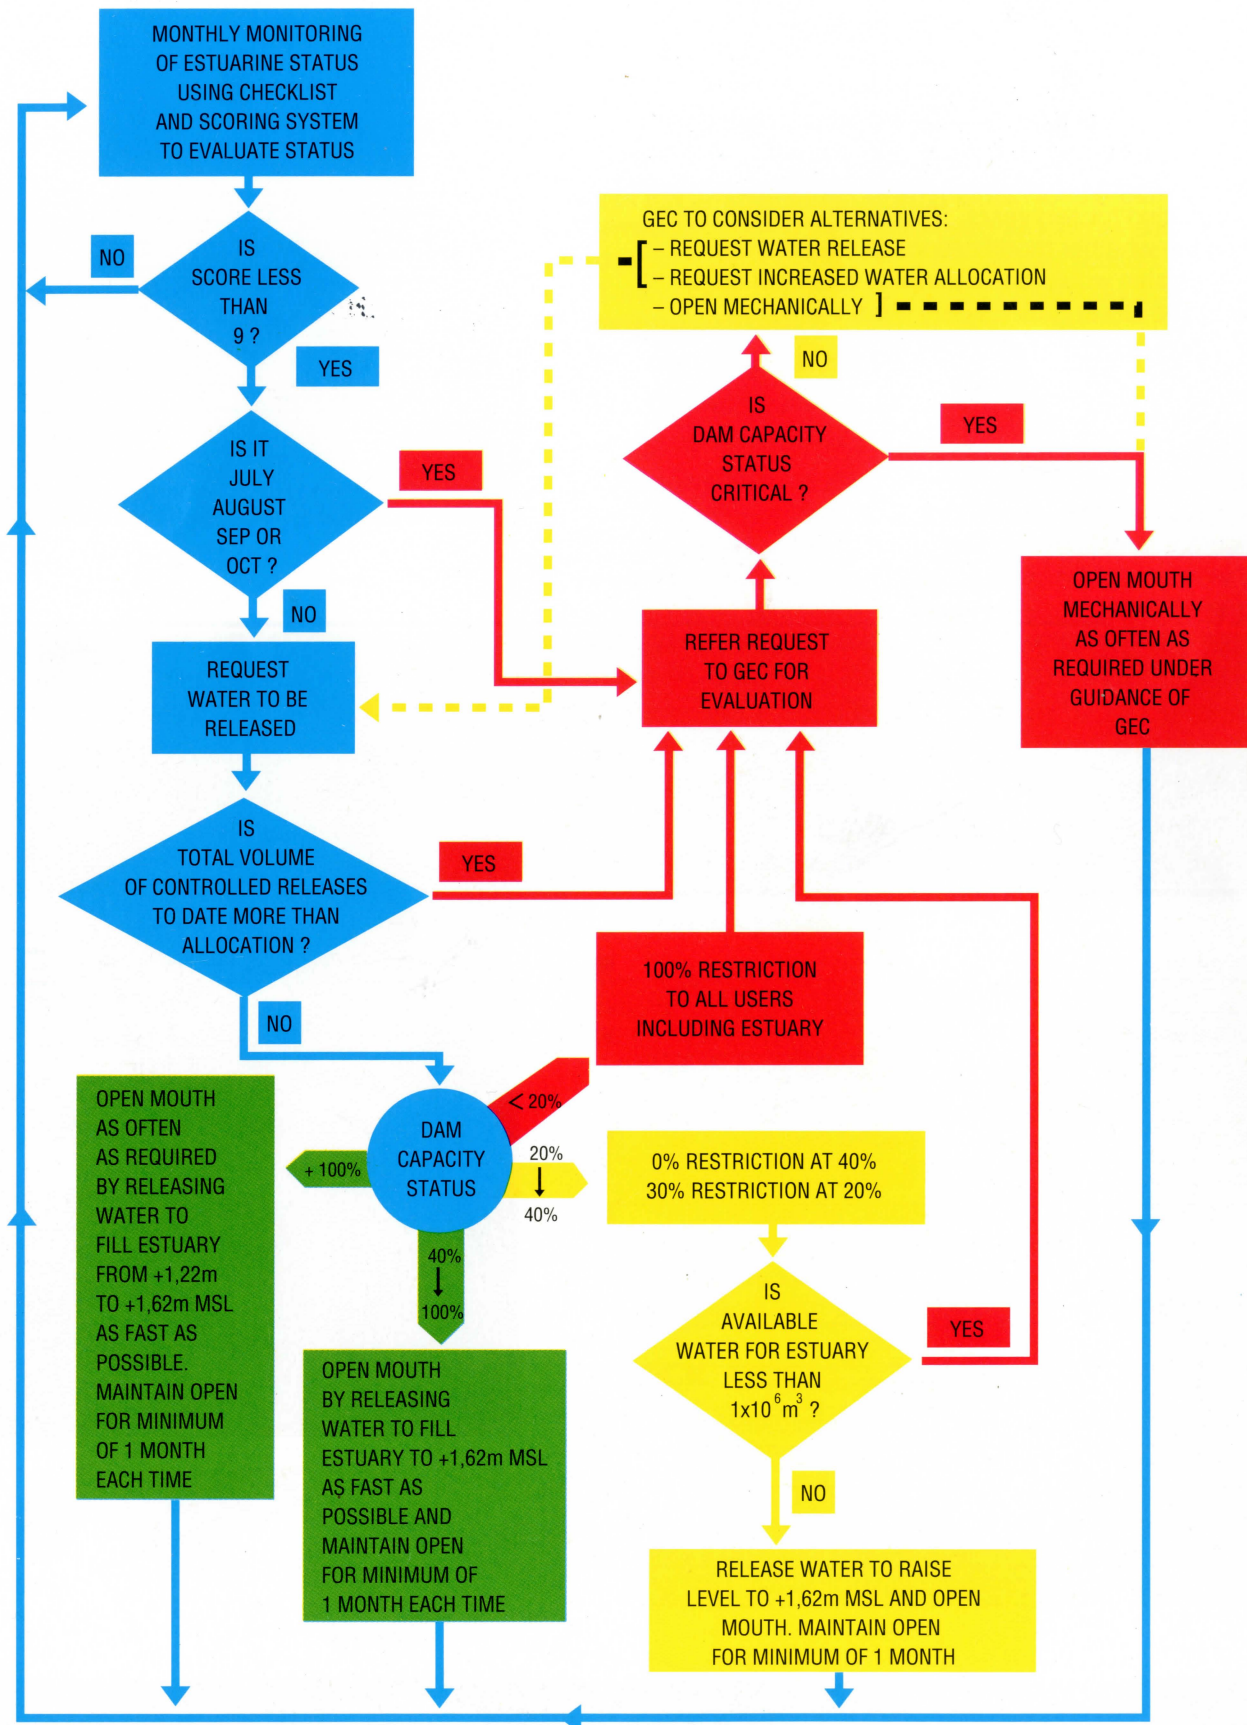 MONTHLY MONITORING
OF ESTUARINE STATUS
USING CHECKLIST
AND SCORING SYSTEM
TO EVALUATE STATUS
NO
IS
SCORE LESS
THAN
9 ?
YES
IS IT
JULY
AUGUST
SEP OR
OCT ?
YES
NO
REQUEST
WATER TO BE
RELEASED
IS
TOTAL VOLUME
OF CONTROLLED RELEASES
TO DATE MORE THAN
ALLOCATION ?
YES
NO
GEC TO CONSIDER ALTERNATIVES:
– REQUEST WATER RELEASE
– REQUEST INCREASED WATER ALLOCATION
– OPEN MECHANICALLY ]
NO
IS
DAM CAPACITY
STATUS
CRITICAL ?
YES
REFER REQUEST
TO GEC FOR
EVALUATION
OPEN MOUTH
MECHANICALLY
AS OFTEN AS
REQUIRED UNDER
GUIDANCE OF
GEC
100% RESTRICTION
TO ALL USERS
INCLUDING ESTUARY
DAM
CAPACITY
STATUS
< 20%
+ 100%
20%
40%
40%
100%
OPEN MOUTH
AS OFTEN
AS REQUIRED
BY RELEASING
WATER TO
FILL ESTUARY
FROM +1,22m
TO +1,62m MSL
AS FAST AS
POSSIBLE.
MAINTAIN OPEN
FOR MINIMUM
OF 1 MONTH
EACH TIME
OPEN MOUTH
BY RELEASING
WATER TO FILL
ESTUARY TO +1,62m MSL
AS FAST AS
POSSIBLE AND
MAINTAIN OPEN
FOR MINIMUM OF
1 MONTH EACH TIME
0% RESTRICTION AT 40%
30% RESTRICTION AT 20%
IS
AVAILABLE
WATER FOR ESTUARY
LESS THAN
1x10⁶m³ ?
YES
NO
RELEASE WATER TO RAISE
LEVEL TO +1,62m MSL AND OPEN
MOUTH. MAINTAIN OPEN
FOR MINIMUM OF 1 MONTH